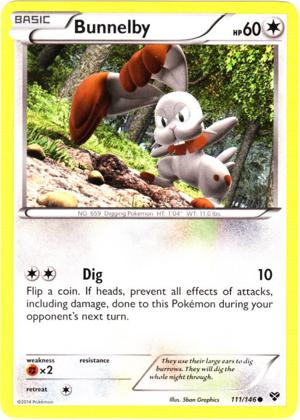 BASIC
Bunnelby HP60
NO. 659 Digging Pokémon HT: 1'04" WT: 11.0 lbs.
Dig 10
Flip a coin. If heads, prevent all effects of attacks,
including damage, done to this Pokémon during your
opponent's next turn.
weakness resistance
×2
retreat
They use their large ears to dig
burrows. They will dig the
whole night through.
©2014 Pokémon
Illus. 5ban Graphics 111/146
XY